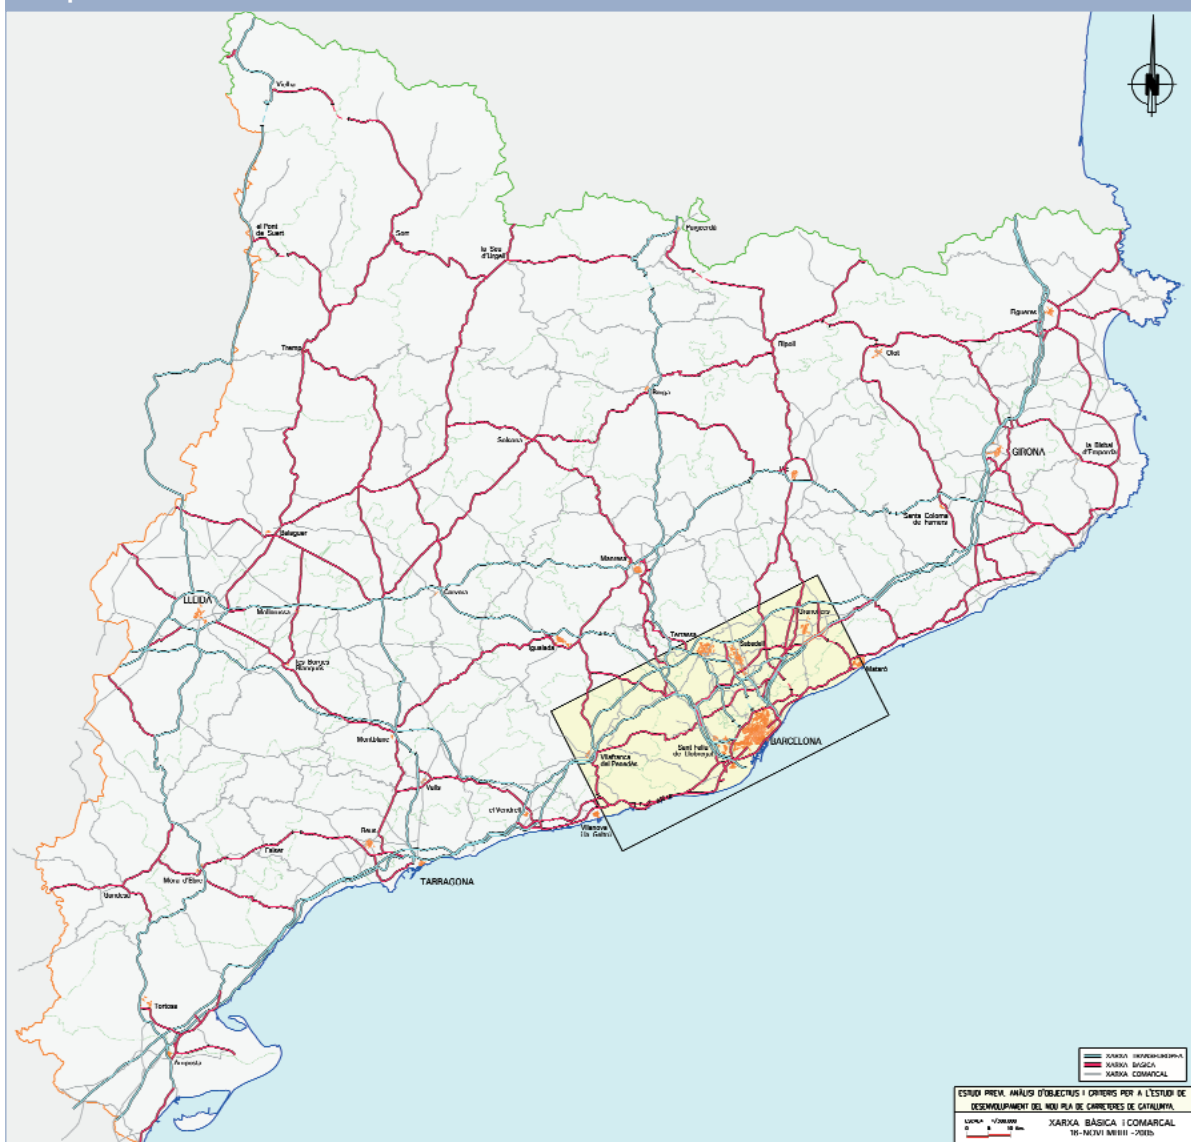 Vielha
el Pont
de Suert
Sort
la Seu
d'Urgell
Puigcerdà
Figueres
Tremp
Ripoll
Olot
Berga
Solsona
la Bisbal
d'Empordà
GIRONA
Vic
Santa Coloma
de Farners
Balaguer
Manresa
Cervera
LLEIDA
Mollerussa
Granollers
Terrassa
Sabadell
Igualada
les Borges
Blanques
Mataró
Montblanc
Sant Feliu
de Llobregat
BARCELONA
Vilafranca
del Penedès
Valls
el Vendrell
Vilanova
i la Geltrú
Reus
Falset
Móra d'Ebre
TARRAGONA
Gandesa
Tortosa
Amposta
N
XARXA TRANSEUROPEA
XARXA BÀSICA
XARXA COMARCAL
ESTUDI PREVI, ANÀLISI D'OBJECTIUS I CRITERIS PER A L'ESTUDI DE
DESENVOLUPAMENT DEL NOU PLA DE CARRETERES DE CATALUNYA.
XARXA BÀSICA I COMARCAL
18-NOVEMBRE-2005